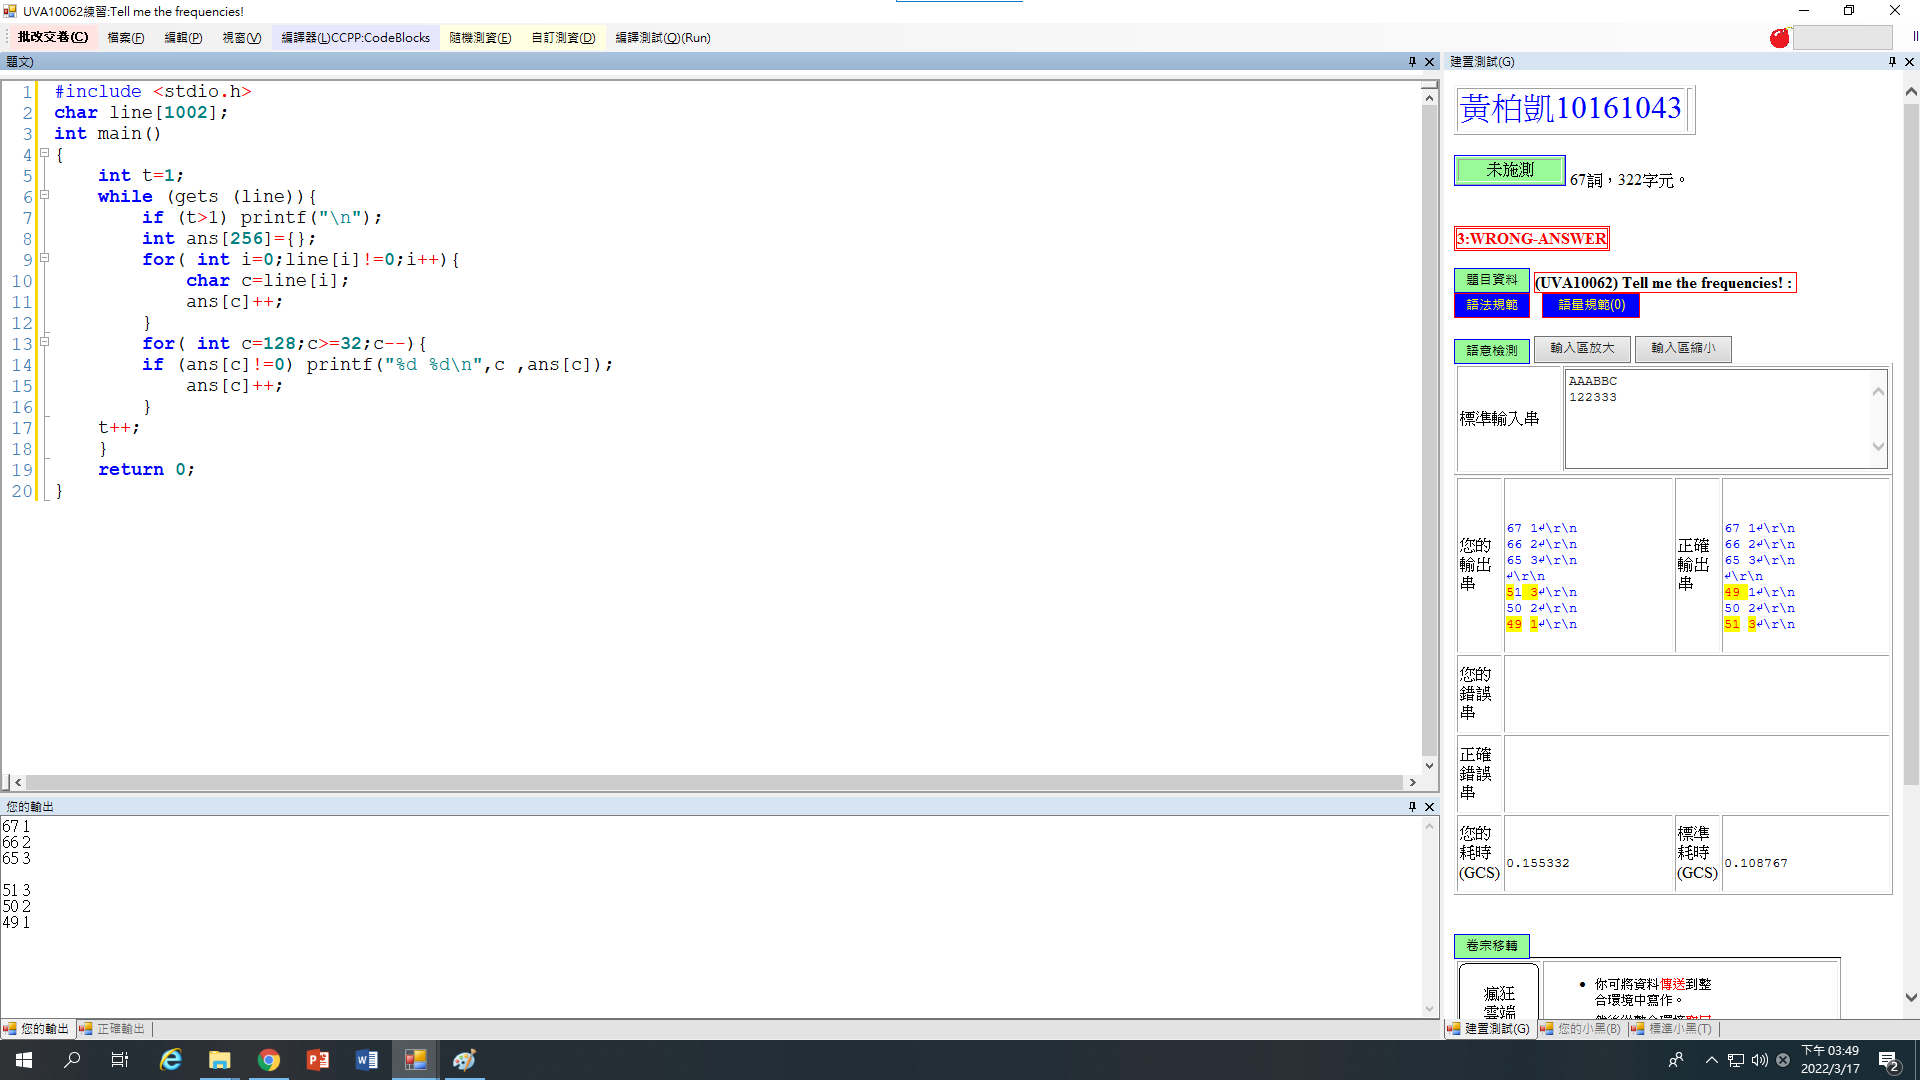 UVA10062練習:Tell me the frequencies!
批改交卷(C) 檔案(F) 編輯(P) 視窗(V) 編譯器(L)CCPP:CodeBlocks 隨機測資(E) 自訂測資(D) 編譯測試(Q)(Run)
題文)
1 #include <stdio.h>
2 char line[1002];
3 int main()
4 {
5 int t=1;
6 while (gets (line)){
7 if (t>1) printf("\n");
8 int ans[256]={};
9 for( int i=0;line[i]!=0;i++){
10 char c=line[i];
11 ans[c]++;
12 }
13 for( int c=128;c>=32;c--){
14 if (ans[c]!=0) printf("%d %d\n",c ,ans[c]);
15 ans[c]++;
16 }
17 t++;
18 }
19 return 0;
20 }
您的輸出
67 1
66 2
65 3
51 3
50 2
49 1
您的輸出 正確輸出
建置測試(G)
黃柏凱10161043
未施測 67詞，322字元。
3:WRONG-ANSWER
題目資料 (UVA10062) Tell me the frequencies! :
語法規範 語量規範(0)
語意檢測 輸入區放大 輸入區縮小
標準輸入串
AAABBC
122333
您的輸出串
67 1↲\r\n
66 2↲\r\n
65 3↲\r\n
↲\r\n
51 3↲\r\n
50 2↲\r\n
49 1↲\r\n
正確輸出串
67 1↲\r\n
66 2↲\r\n
65 3↲\r\n
↲\r\n
49 1↲\r\n
50 2↲\r\n
51 3↲\r\n
您的錯誤串
正確錯誤串
您的耗時(GCS) 0.155332 標準耗時(GCS) 0.108767
卷宗移轉
瘋狂
雲端
你可將資料傳送到整
合環境中寫作。
建置測試(G) 您的小黑(B) 標準小黑(T)
下午 03:49
2022/3/17
2